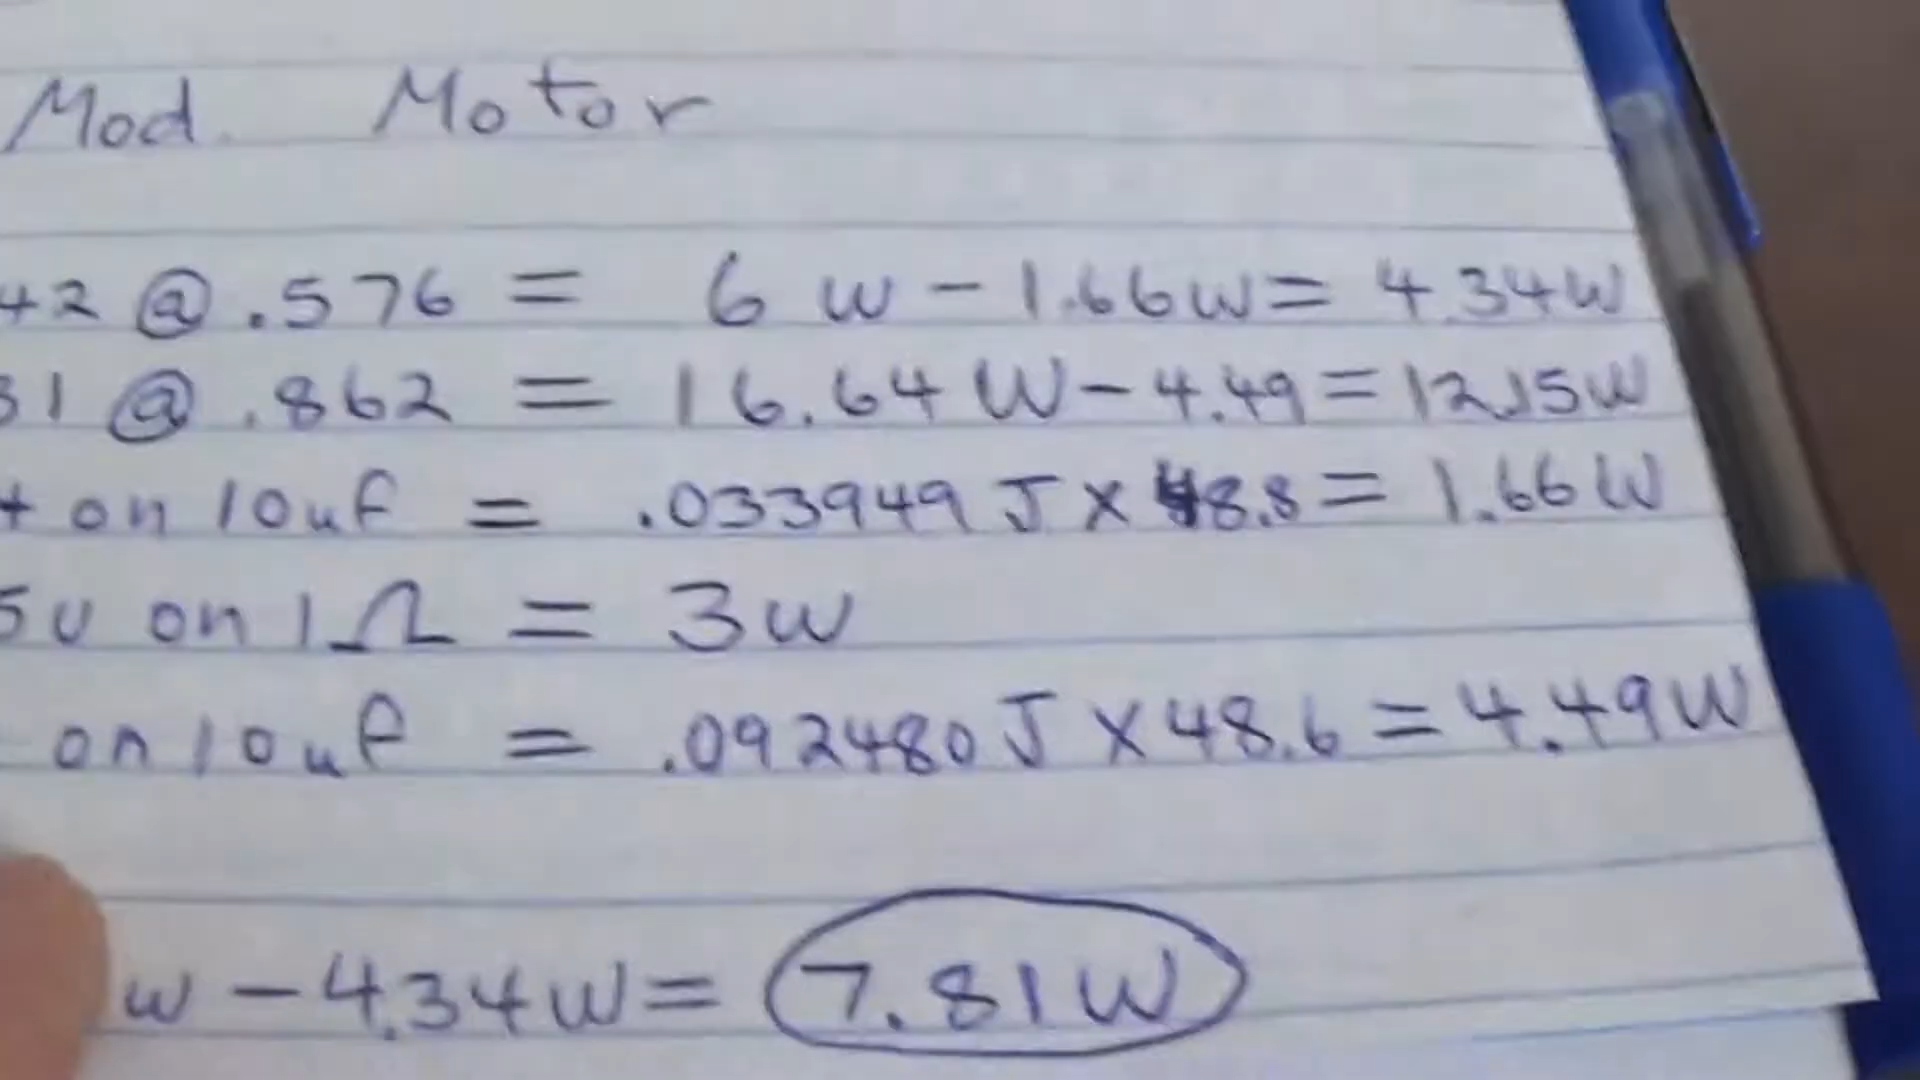 Mod. Motor
42 @ .576 = 6 w - 1.66w = 4.34w
31 @ .862 = 16.64 W - 4.49 = 12.15w
on 10uf = .033949 J x 48.8 = 1.66 W
5v on 1Ω = 3w
on 10uf = .092480 J x 48.6 = 4.49W
w - 4.34w = 7.81W